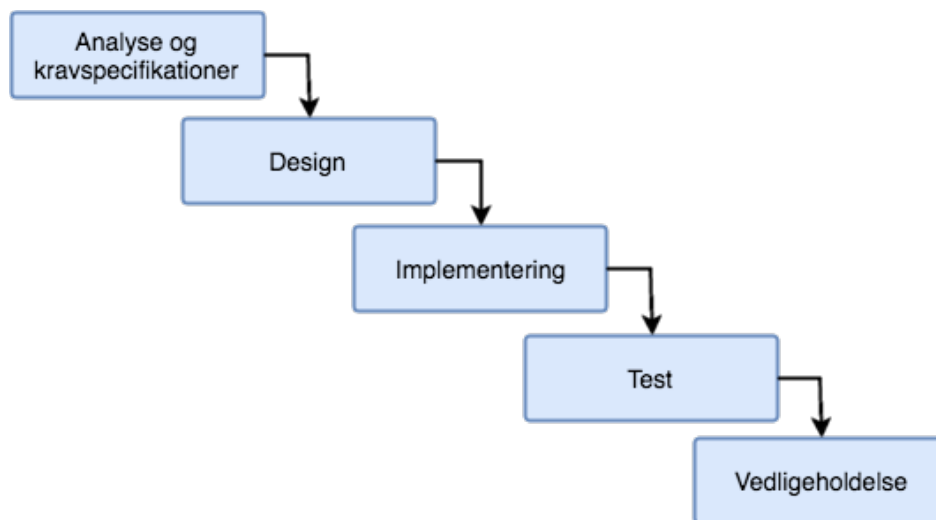 Analyse og
kravspecifikationer
Design
Implementering
Test
Vedligeholdelse